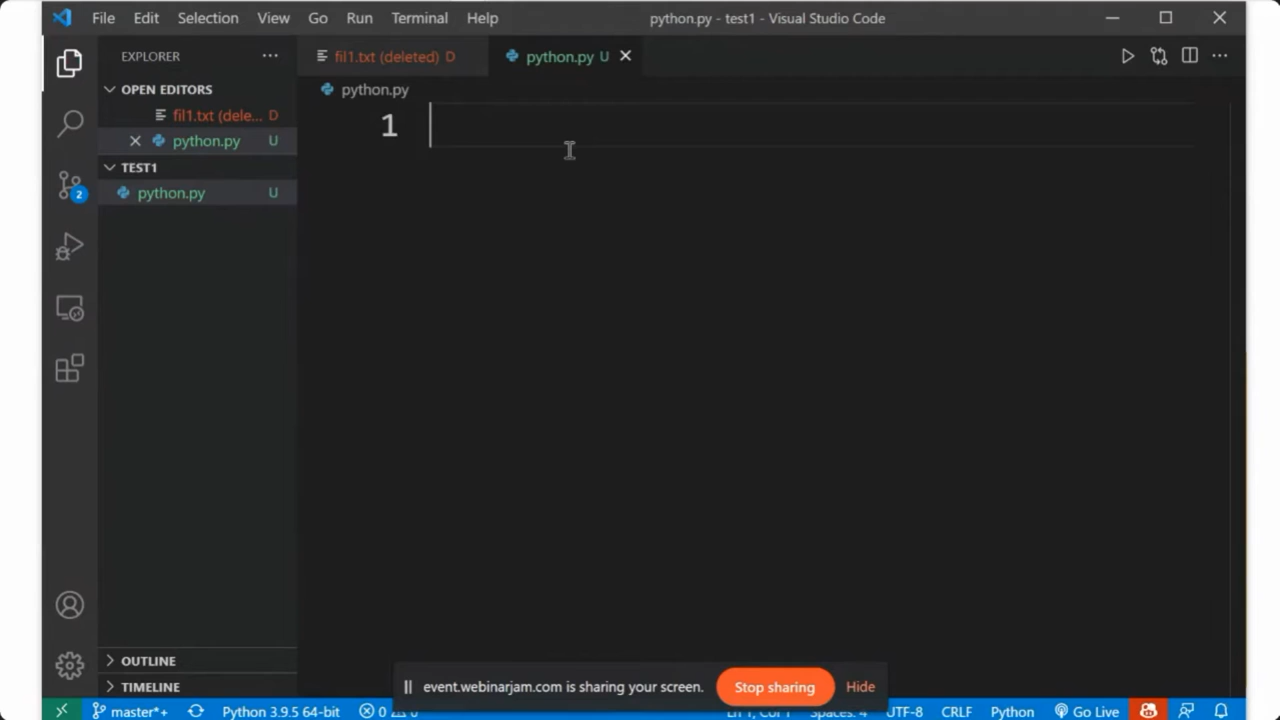 File Edit Selection View Go Run Terminal Help python.py - test1 - Visual Studio Code
EXPLORER
fil1.txt (deleted) D
python.py U
OPEN EDITORS
python.py
fil1.txt (dele... D
python.py U
1
TEST1
python.py U
2
OUTLINE
TIMELINE
event.webinarjam.com is sharing your screen. Stop sharing Hide
master*+ Python 3.9.5 64-bit 0 0 Ln 1, Col 1 Spaces: 4 UTF-8 CRLF Python Go Live